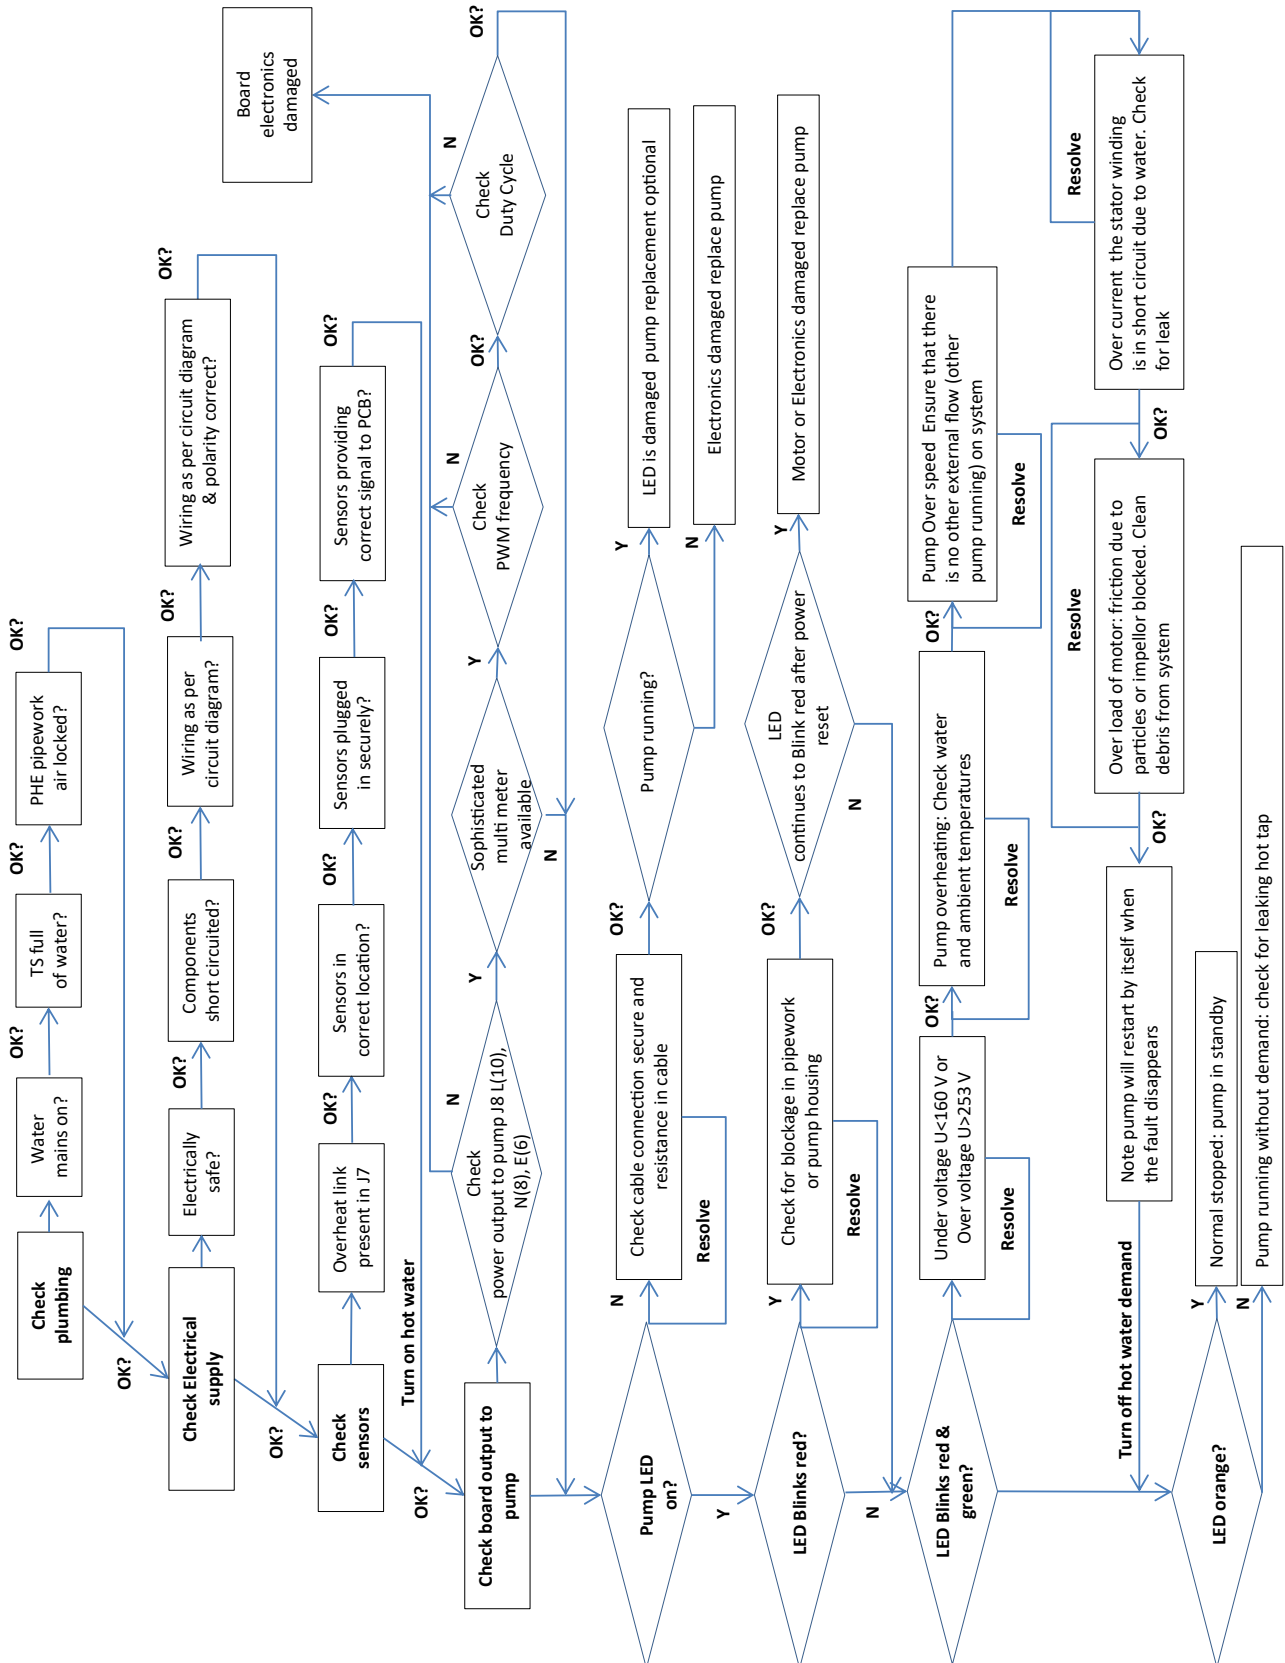 Check
plumbing
Water
mains on?
OK?
TS full
of water?
OK?
PHE pipework
air locked?
OK?
OK?
Check Electrical
supply
Electrically
safe?
OK?
Components
short circuited?
OK?
Wiring as per
circuit diagram?
OK?
Wiring as per circuit diagram
& polarity correct?
OK?
OK?
Check
sensors
Overheat link
present in J7
OK?
Sensors in
correct location?
OK?
Sensors plugged
in securely?
OK?
Sensors providing
correct signal to PCB?
OK?
Turn on hot water
OK?
Check board output to
pump
Check
power output to pump J8 L(10),
N(8), E(6)
N
Y
Sophisticated
multi meter
available
Y
N
Check
PWM frequency
N
OK?
Check
Duty Cycle
N
OK?
Board
electronics
damaged
Pump LED
on?
N
Check cable connection secure and
resistance in cable
Resolve
OK?
Pump running?
Y
LED is damaged pump replacement optional
N
Electronics damaged replace pump
Y
LED Blinks red?
Y
Check for blockage in pipework
or pump housing
Resolve
OK?
LED
continues to Blink red after power
reset
Y
Motor or Electronics damaged replace pump
N
N
LED Blinks red &
green?
Under voltage U<160 V or
Over voltage U>253 V
Resolve
OK?
Pump overheating: Check water
and ambient temperatures
Resolve
OK?
Pump Over speed Ensure that there
is no other external flow (other
pump running) on system
Resolve
Resolve
Over current the stator winding
is in short circuit due to water. Check
for leak
OK?
Resolve
Over load of motor: friction due to
particles or impellor blocked. Clean
debris from system
OK?
Note pump will restart by itself when
the fault disappears
Turn off hot water demand
LED orange?
Y
Normal stopped: pump in standby
N
Pump running without demand: check for leaking hot tap